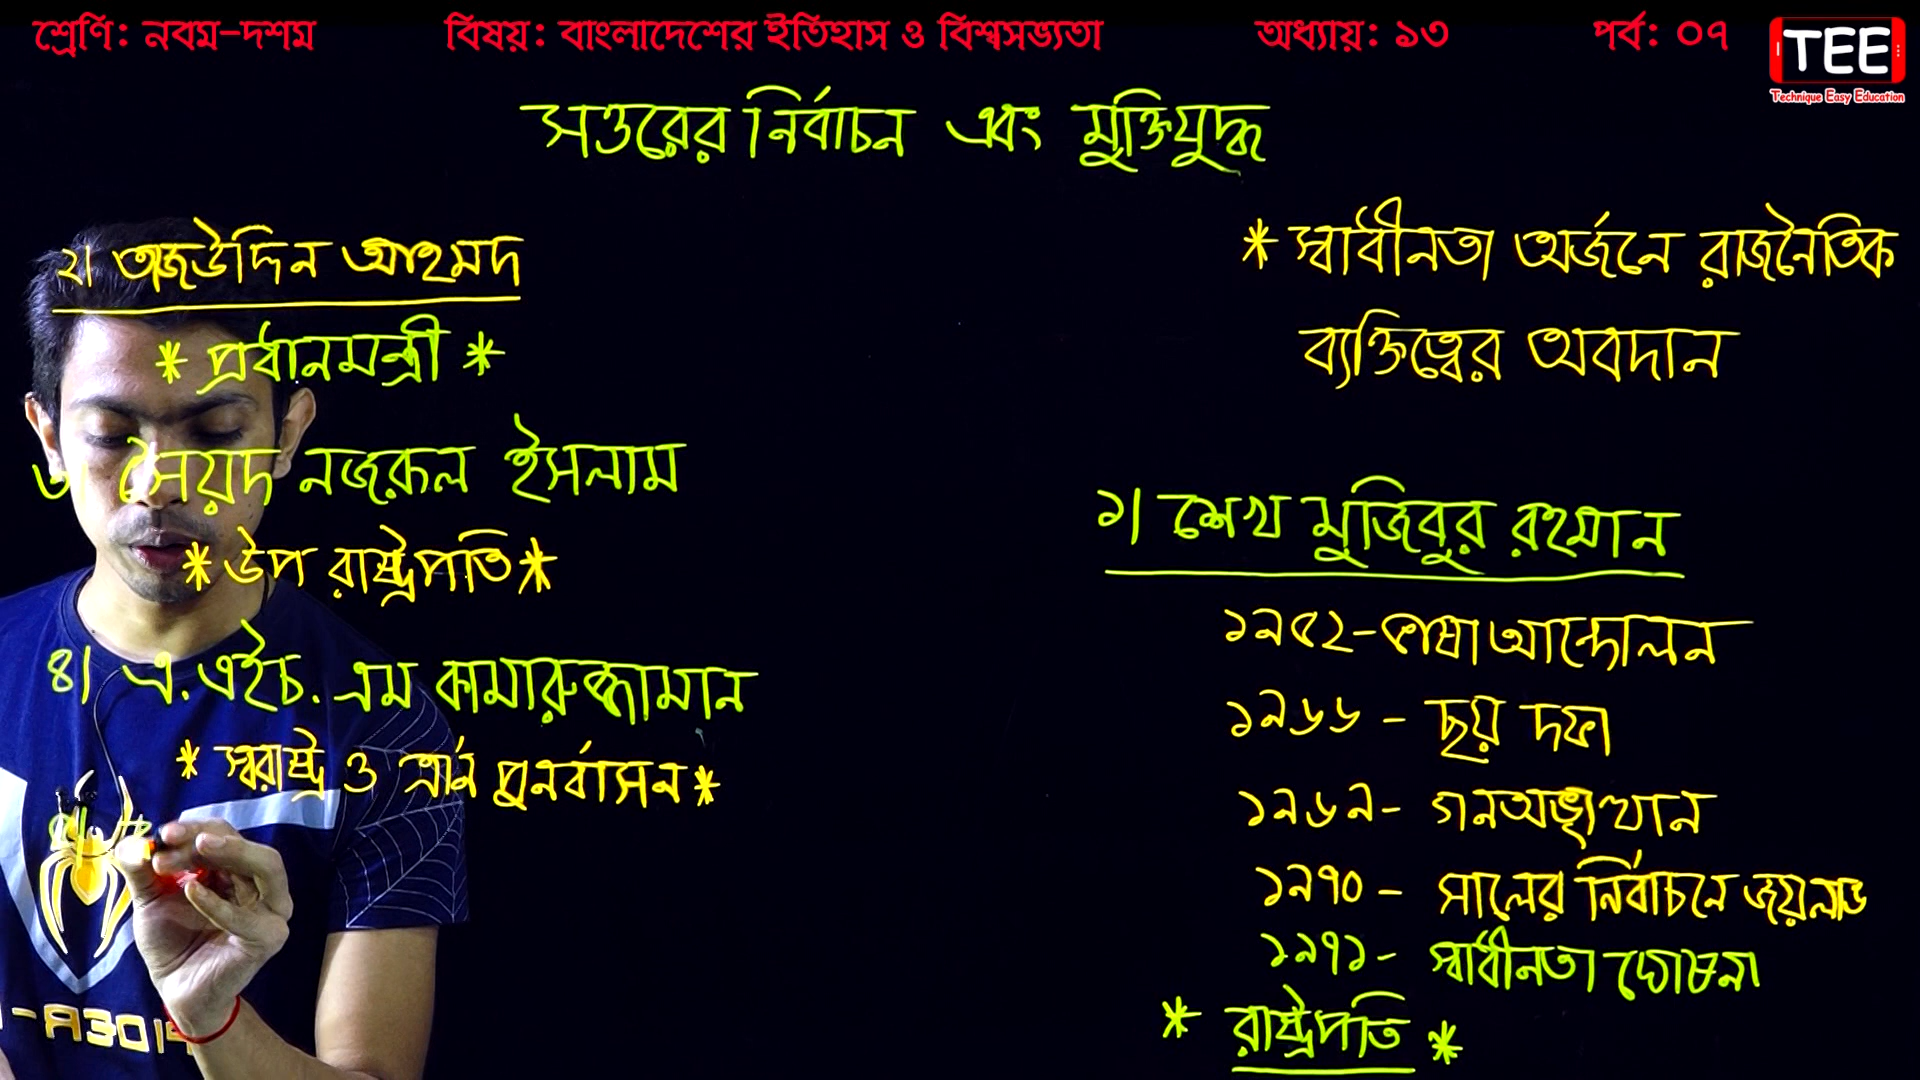 শ্রেণি: নবম-দশম বিষয়: বাংলাদেশের ইতিহাস ও বিশ্বসভ্যতা অধ্যায়: ১৩ পর্ব: ০৭
TEE
Technique Easy Education
সত্তরের নির্বাচন এবং মুক্তিযুদ্ধ
২। তাজউদ্দিন আহমদ
* প্রধানমন্ত্রী *
৩। সৈয়দ নজরুল ইসলাম
* উপ রাষ্ট্রপতি *
৪। এ.এইচ.এম কামারুজ্জামান
* স্বরাষ্ট্র ও ত্রান পুনর্বাসন *
* স্বাধীনতা অর্জনে রাজনৈতিক
ব্যক্তিত্বের অবদান
১। শেখ মুজিবুর রহমান
১৯৫২-ভাষা আন্দোলন
১৯৬৬ - ছয় দফা
১৯৬৯- গনঅভ্যুত্থান
১৯৭০ - সালের নির্বাচনে জয়লাভ
১৯৭১- স্বাধীনতা ঘোষনা
* রাষ্ট্রপতি *